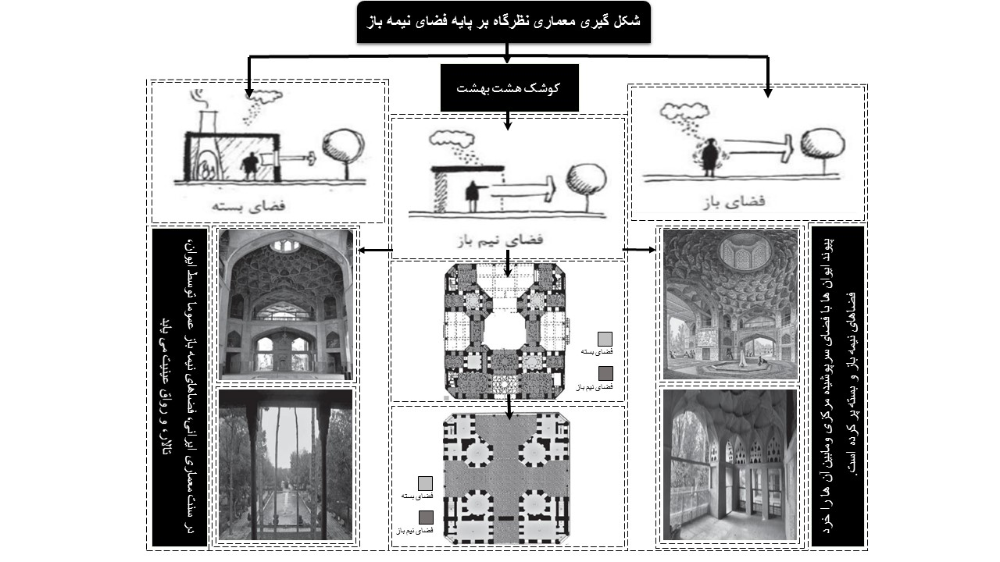 شکل گیری معماری نظرگاه بر پایه فضای نیمه باز
کوشک هشت بهشت
فضای باز
فضای نیم باز
فضای بسته
پیوند ایوان ها با فضای سرپوشیده مرکزی ومابین آن ها را خرد
فضاهای نیمه باز و بسته پر کرده است.
فضای بسته
فضای نیم باز
فضای بسته
فضای نیم باز
در سنت معماری ایرانی، فضاهای نیمه باز عموما توسط ایوان،
تالار، و رواق عینیت می یابد